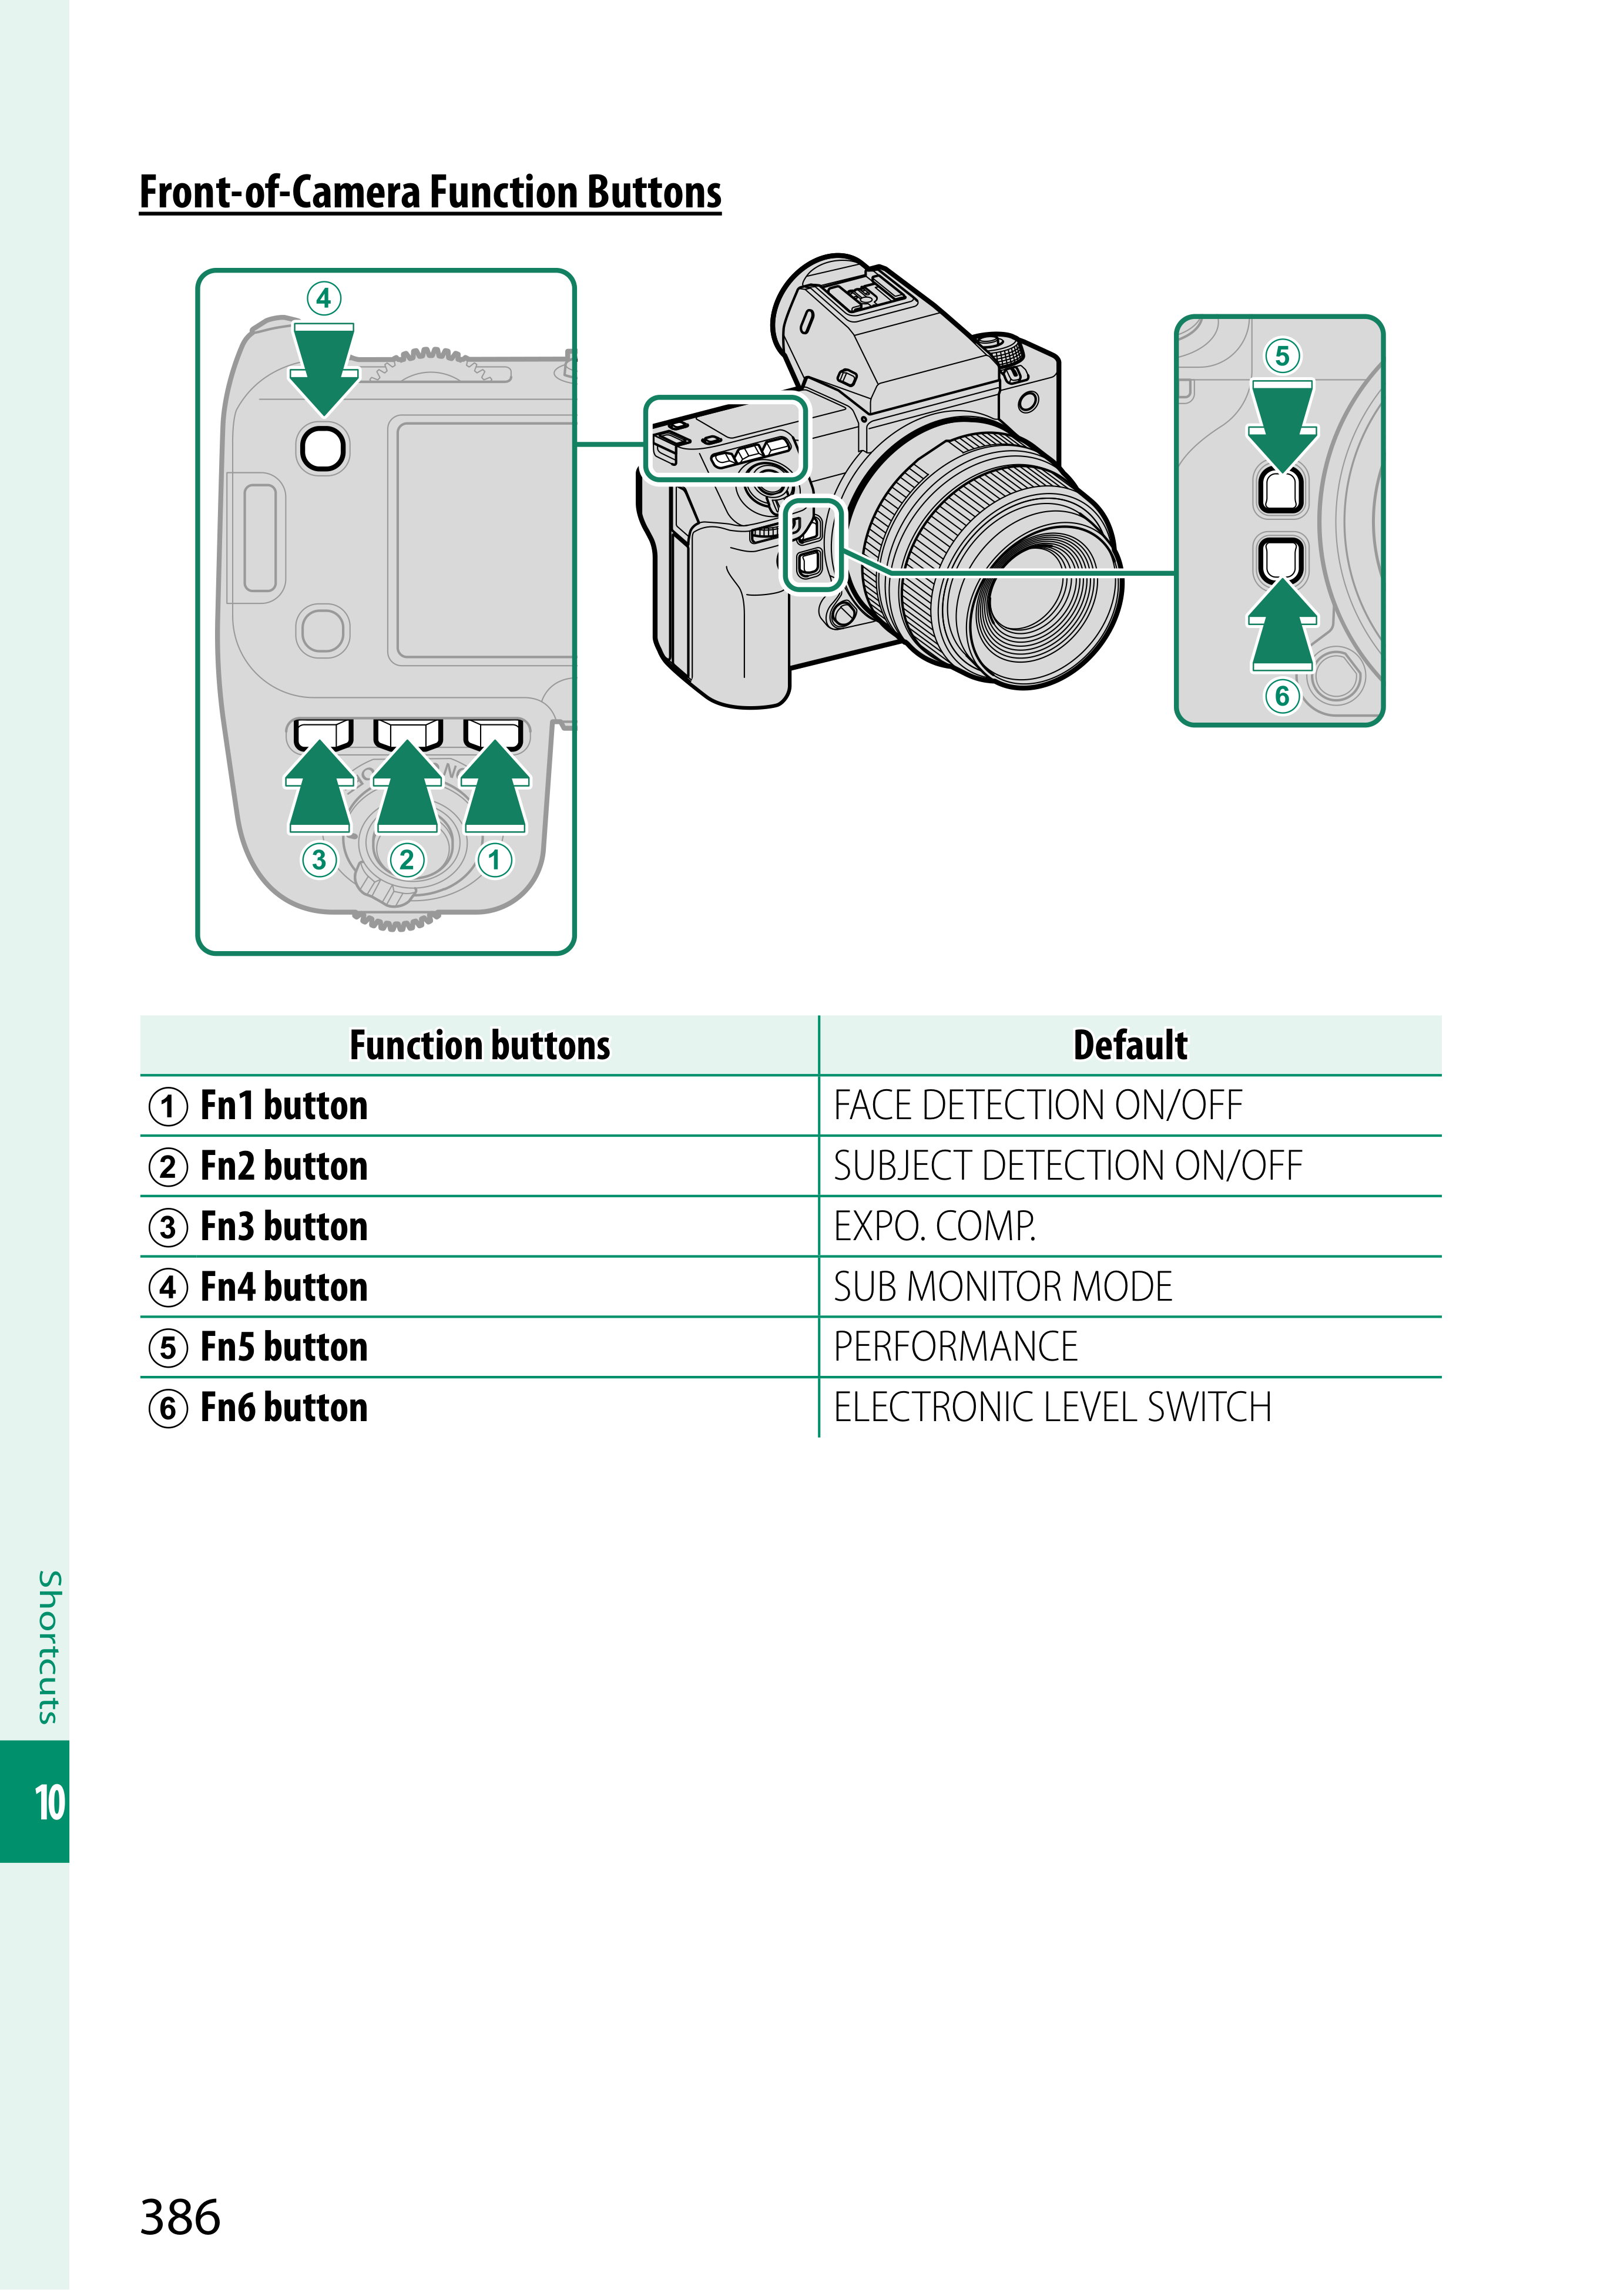 Front-of-Camera Function Buttons
④
⑤
⑥
③ ② ①
Function buttons Default
① Fn1 button FACE DETECTION ON/OFF
② Fn2 button SUBJECT DETECTION ON/OFF
③ Fn3 button EXPO. COMP.
④ Fn4 button SUB MONITOR MODE
⑤ Fn5 button PERFORMANCE
⑥ Fn6 button ELECTRONIC LEVEL SWITCH
Shortcuts
10
386